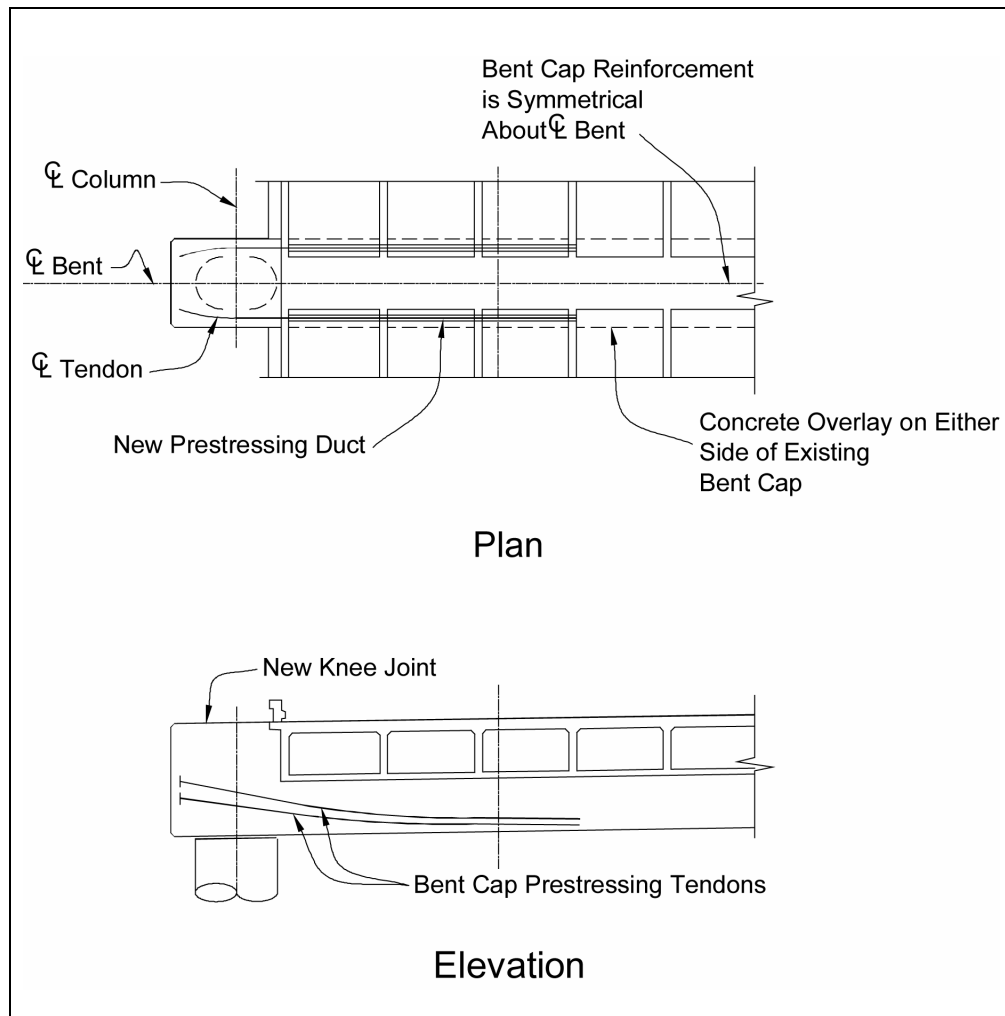 Bent Cap Reinforcement
is Symmetrical
About ℄ Bent
℄ Column
℄ Bent
℄ Tendon
New Prestressing Duct
Concrete Overlay on Either
Side of Existing
Bent Cap
Plan
New Knee Joint
Bent Cap Prestressing Tendons
Elevation